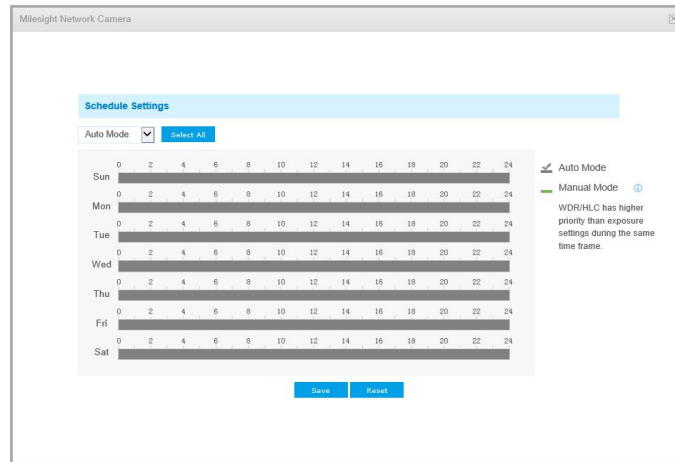 Milesight Network Camera
Schedule Settings
Auto Mode
Select All
0 2 4 6 8 10 12 14 16 18 20 22 24
Sun
0 2 4 6 8 10 12 14 16 18 20 22 24
Mon
0 2 4 6 8 10 12 14 16 18 20 22 24
Tue
0 2 4 6 8 10 12 14 16 18 20 22 24
Wed
0 2 4 6 8 10 12 14 16 18 20 22 24
Thu
0 2 4 6 8 10 12 14 16 18 20 22 24
Fri
0 2 4 6 8 10 12 14 16 18 20 22 24
Sat
Auto Mode
Manual Mode
WDR/HLC has higher
priority than exposure
settings during the same
time frame.
Save
Reset